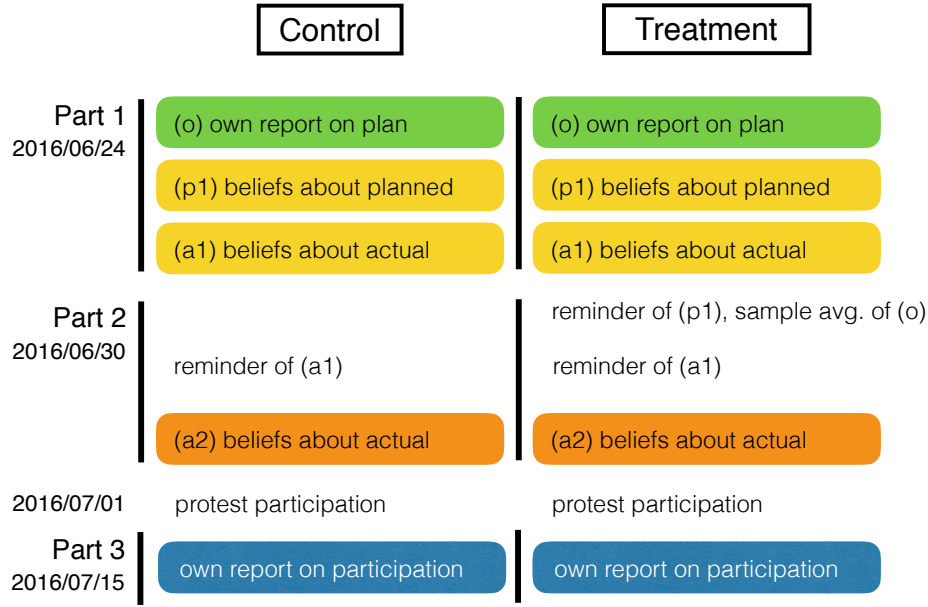 Control Treatment
Part 1
2016/06/24
(o) own report on plan (o) own report on plan
(p1) beliefs about planned (p1) beliefs about planned
(a1) beliefs about actual (a1) beliefs about actual
Part 2
2016/06/30
reminder of (p1), sample avg. of (o)
reminder of (a1) reminder of (a1)
(a2) beliefs about actual (a2) beliefs about actual
2016/07/01 protest participation protest participation
Part 3
2016/07/15
own report on participation own report on participation